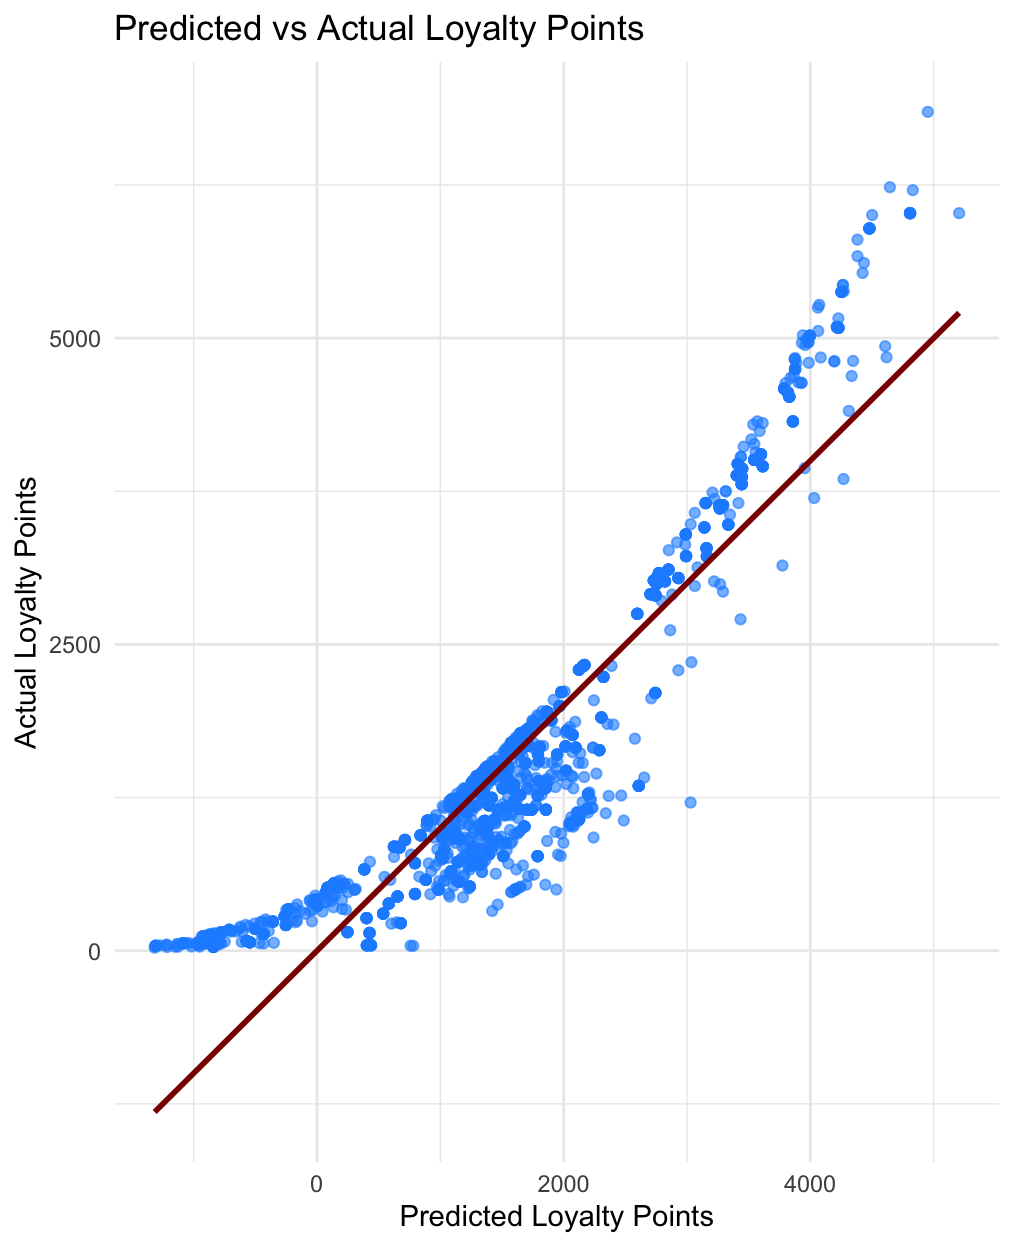 Predicted vs Actual Loyalty Points
Actual Loyalty Points
5000
2500
0
0 2000 4000
Predicted Loyalty Points